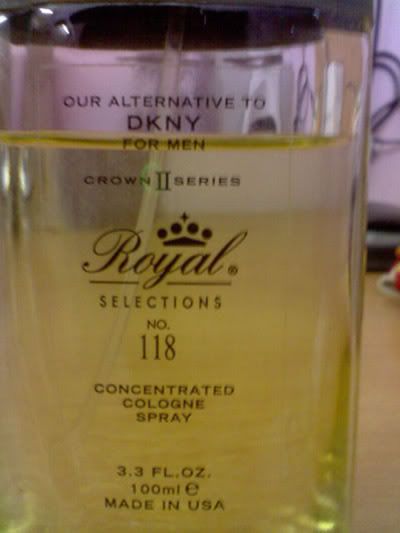 OUR ALTERNATIVE TO
DKNY
FOR MEN
CROWN II SERIES
Royal®
SELECTIONS
NO.
118
CONCENTRATED
COLOGNE
SPRAY
3.3 FL.OZ.
100ml ℮
MADE IN USA